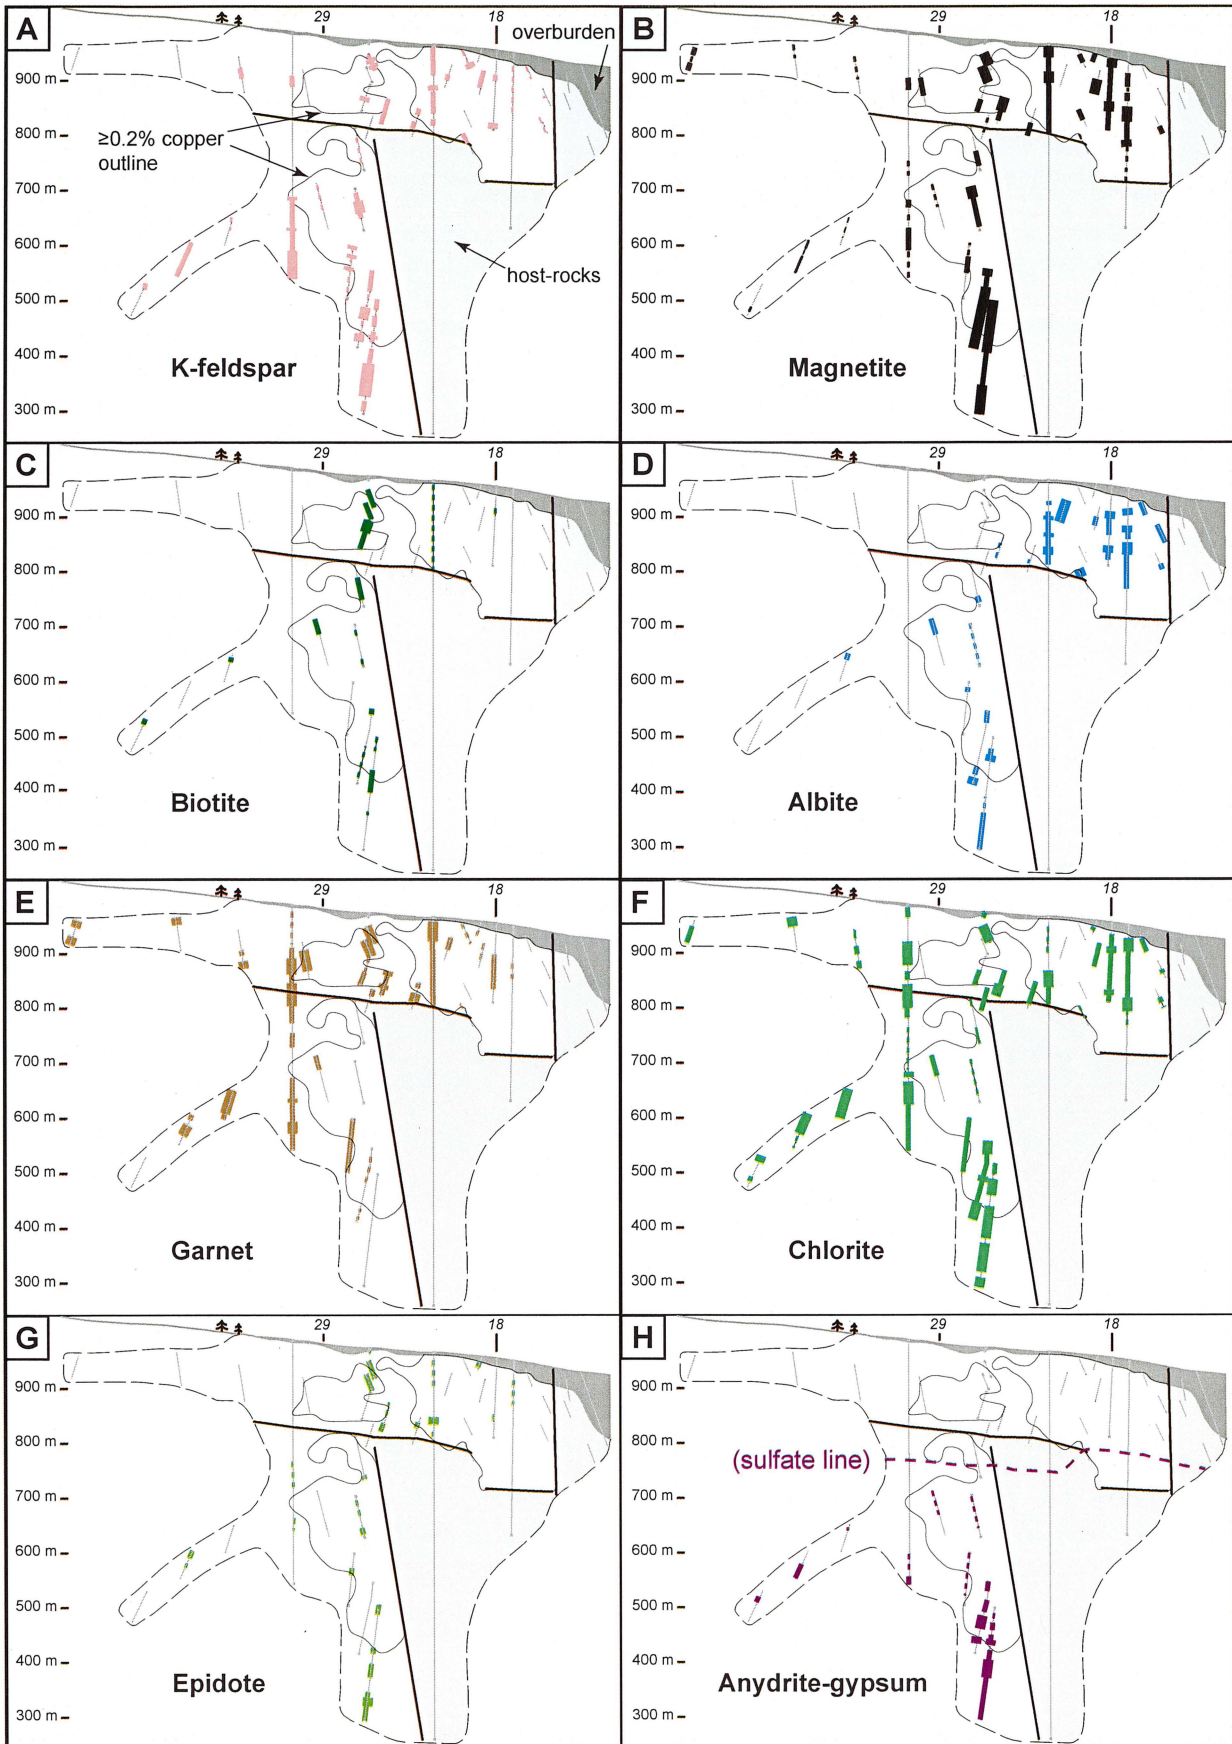 A
29
18
overburden
900 m
800 m
≥0.2% copper
outline
700 m
600 m
host-rocks
500 m
400 m
K-feldspar
300 m
B
29
18
900 m
800 m
700 m
600 m
500 m
400 m
Magnetite
300 m
C
29
18
900 m
800 m
700 m
600 m
500 m
400 m
Biotite
300 m
D
29
18
900 m
800 m
700 m
600 m
500 m
400 m
Albite
300 m
E
29
18
900 m
800 m
700 m
600 m
500 m
400 m
Garnet
300 m
F
29
18
900 m
800 m
700 m
600 m
500 m
400 m
Chlorite
300 m
G
29
18
900 m
800 m
700 m
600 m
500 m
400 m
Epidote
300 m
H
29
18
900 m
800 m
(sulfate line)
700 m
600 m
500 m
400 m
Anydrite-gypsum
300 m